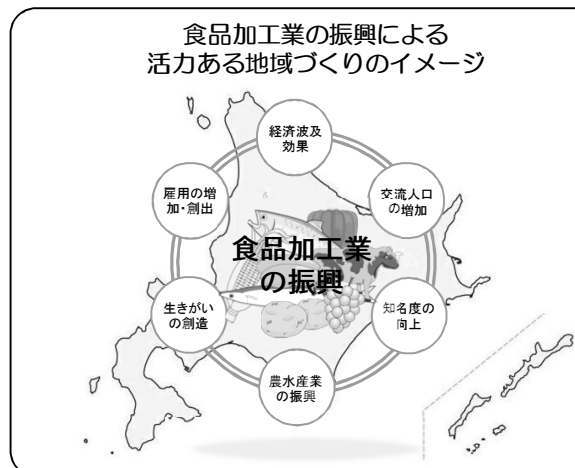 食品加工業の振興による
活力ある地域づくりのイメージ
経済波及
効果
雇用の増
加・創出
交流人口
の増加
食品加工業
の振興
生きがい
の創造
知名度の
向上
農水産業
の振興